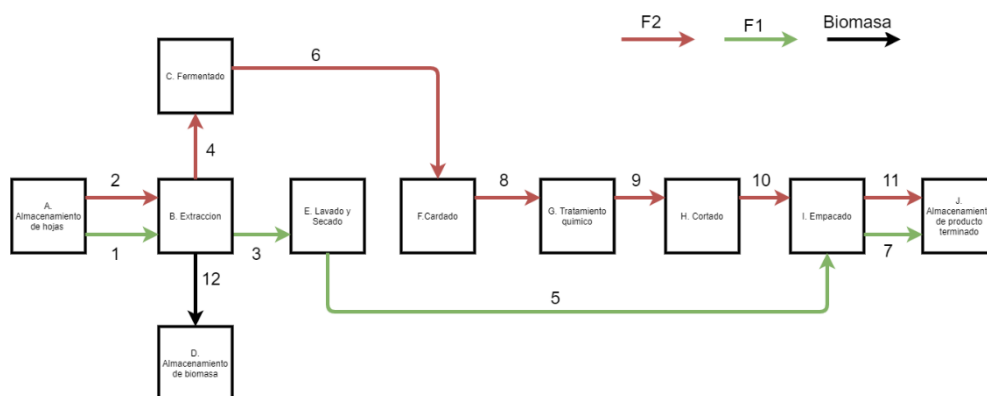 F2
F1
Biomasa
6
C. Fermentado
4
2
8
9
10
11
A.
Almacenamiento
de hojas
B. Extraccion
E. Lavado y
Secado
F.Cardado
G. Tratamiento
quimico
H. Cortado
I. Empacado
J.
Almacenamiento
de producto
terminado
1
3
7
12
5
D.
Almacenamiento
de biomasa